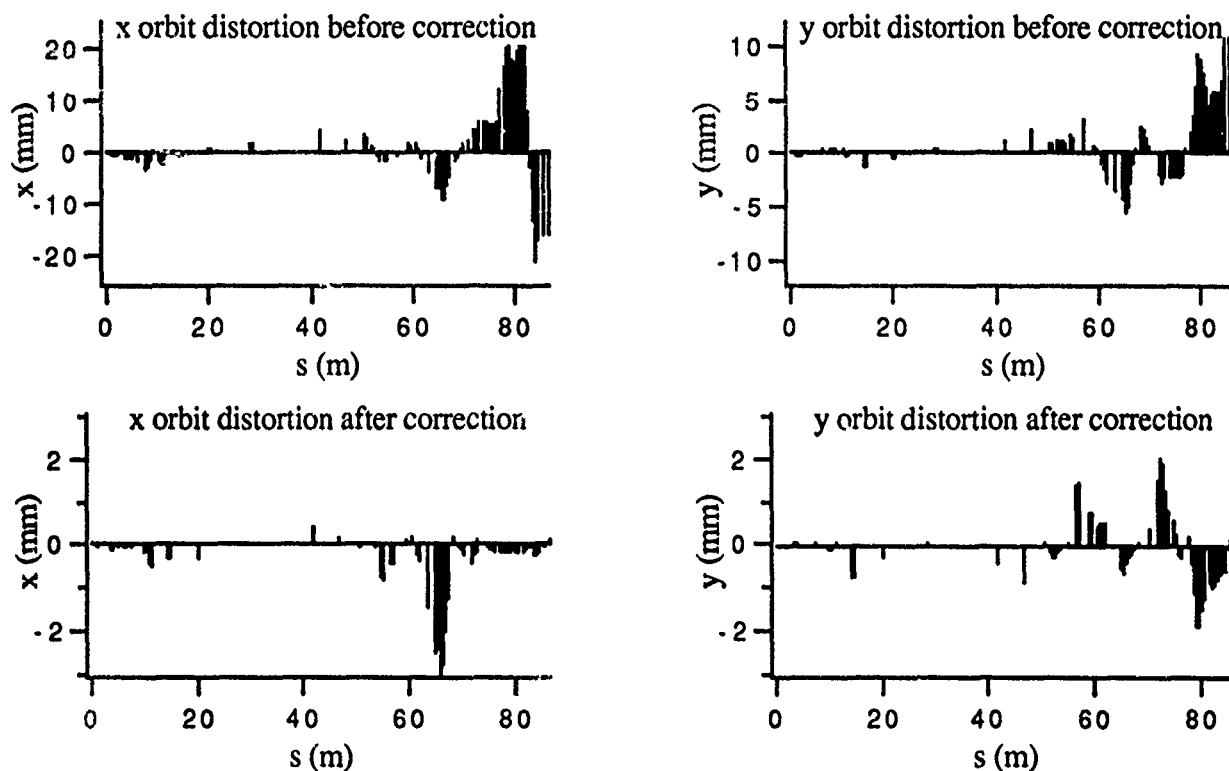 x orbit distortion before correction
20
10
0
-10
-20
x (mm)
0 20 40 60 80
s (m)
y orbit distortion before correction
10
5
0
-5
-10
y (mm)
0 20 40 60 80
s (m)
x orbit distortion after correction
2
0
-2
x (mm)
0 20 40 60 80
s (m)
y orbit distortion after correction
2
0
-2
y (mm)
0 20 40 60 80
s (m)